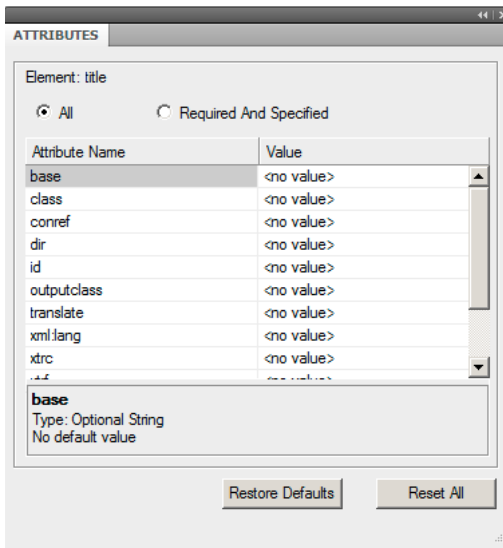 ATTRIBUTES
Element: title
All Required And Specified
Attribute Name Value
base <no value>
class <no value>
conref <no value>
dir <no value>
id <no value>
outputclass <no value>
translate <no value>
xml:lang <no value>
xtrc <no value>
base
Type: Optional String
No default value
Restore Defaults Reset All